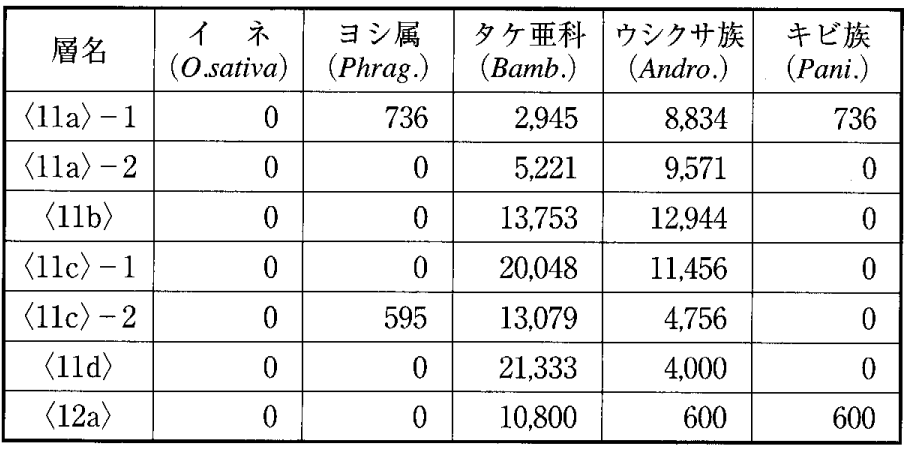 層名 イネ ヨシ属 タケ亜科 ウシクサ族 キビ族
(O.sativa) (Phrag.) (Bamb.) (Andro.) (Pani.)
〈11a〉-1 0 736 2,945 8,834 736
〈11a〉-2 0 0 5,221 9,571 0
〈11b〉 0 0 13,753 12,944 0
〈11c〉-1 0 0 20,048 11,456 0
〈11c〉-2 0 595 13,079 4,756 0
〈11d〉 0 0 21,333 4,000 0
〈12a〉 0 0 10,800 600 600